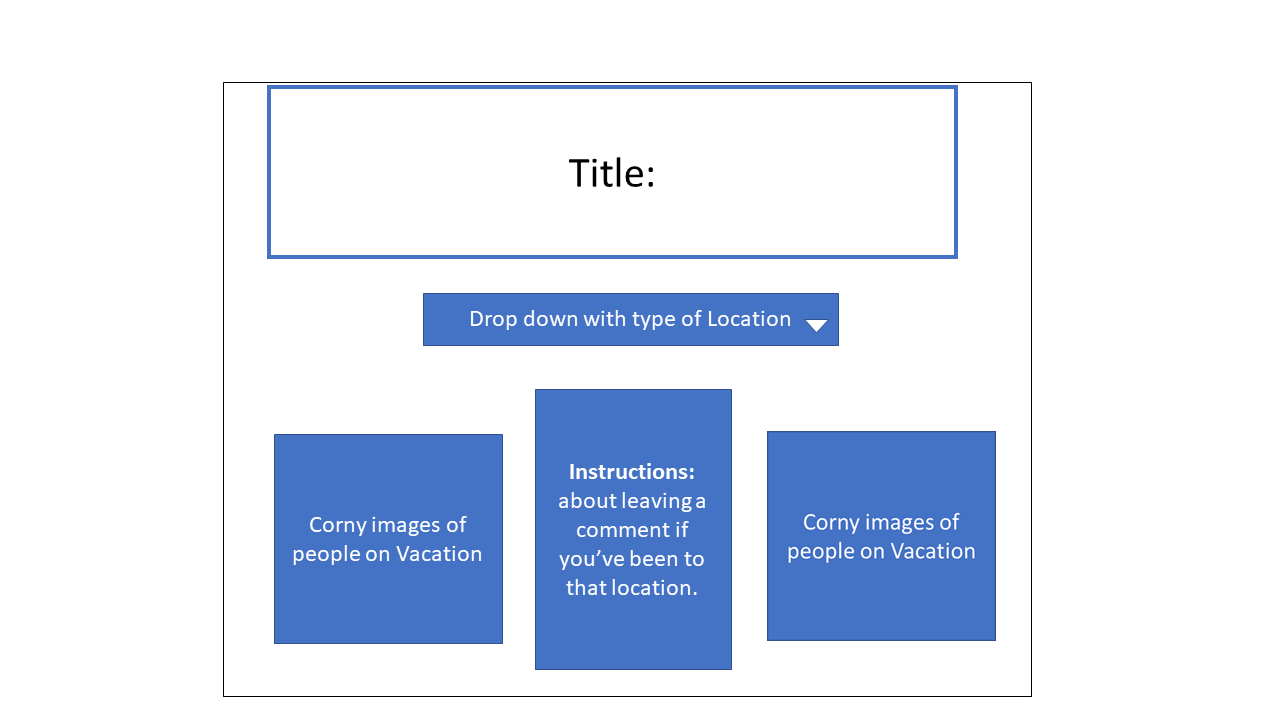 Title:
Drop down with type of Location
Corny images of
people on Vacation
Instructions:
about leaving a
comment if
you’ve been to
that location.
Corny images of
people on Vacation